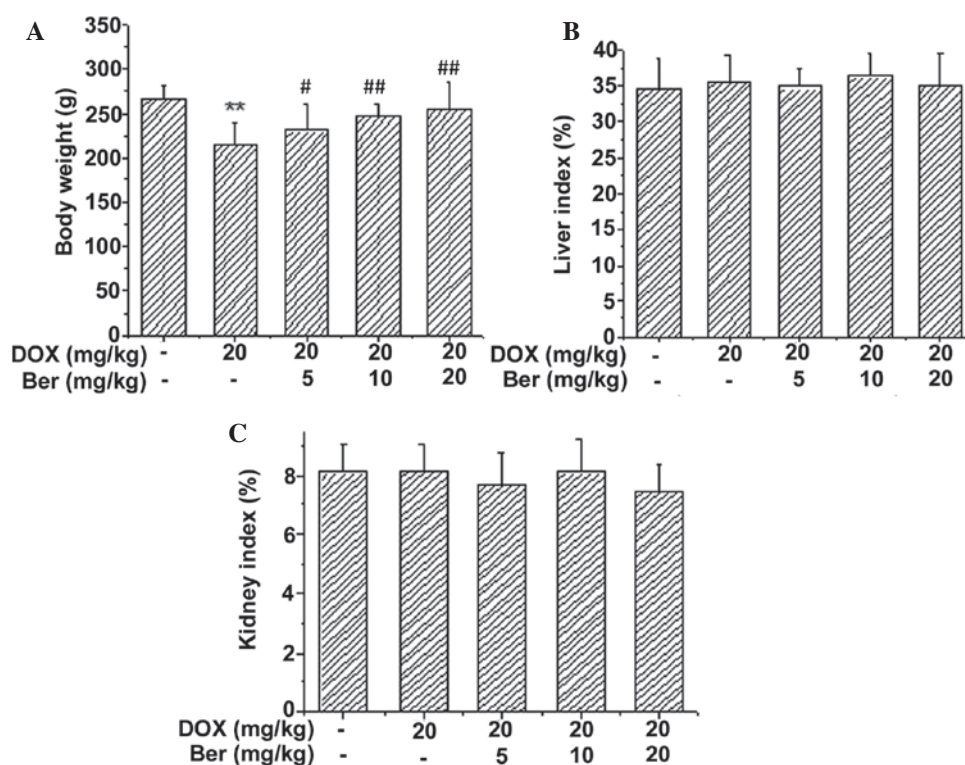 A
Body weight (g)
350
300
250
200
150
100
50
0
**
#
##
##
DOX (mg/kg) - 20 20 20 20
Ber (mg/kg) - - 5 10 20
B
Liver index (%)
40
35
30
25
20
15
10
5
0
DOX (mg/kg) - 20 20 20 20
Ber (mg/kg) - - 5 10 20
C
Kidney index (%)
8
6
4
2
0
DOX (mg/kg) - 20 20 20 20
Ber (mg/kg) - - 5 10 20